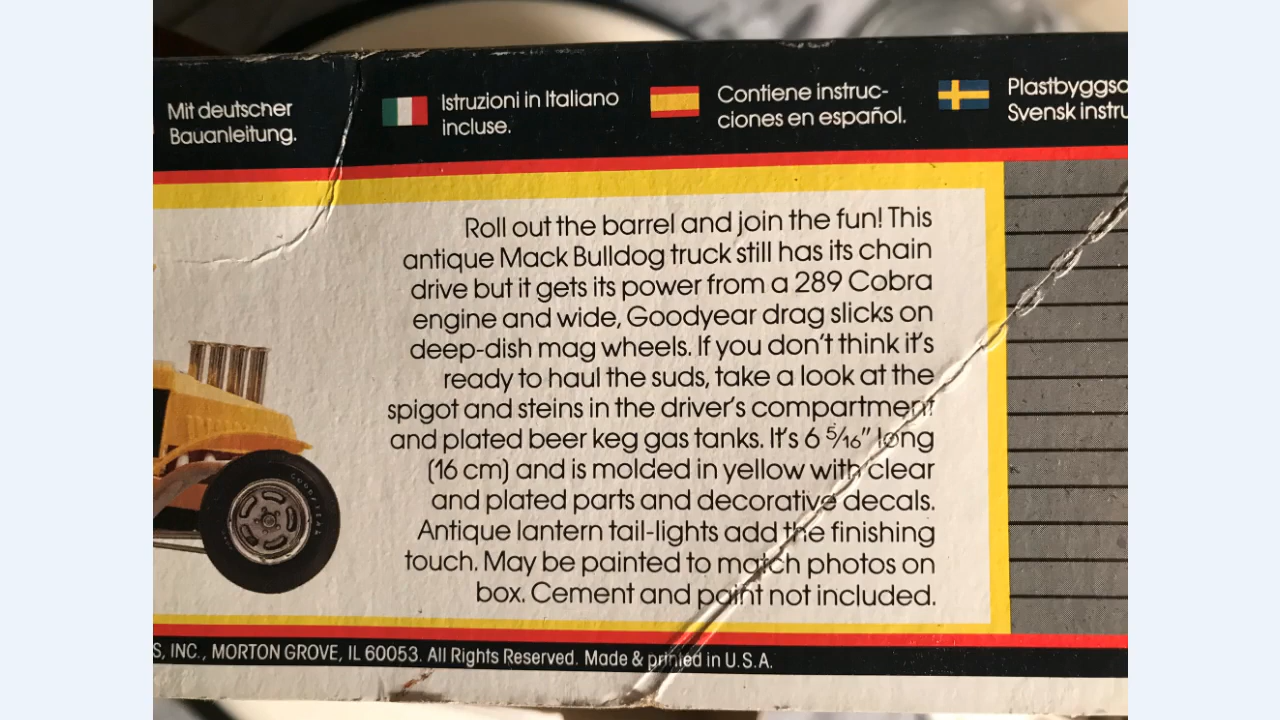 Mit deutscher
Bauanleitung.
Istruzioni in Italiano
incluse.
Contiene instruc-
ciones en español.
Plastbyggsa
Svensk instru
Roll out the barrel and join the fun! This
antique Mack Bulldog truck still has its chain
drive but it gets its power from a 289 Cobra
engine and wide, Goodyear drag slicks on
deep-dish mag wheels. If you don't think it's
ready to haul the suds, take a look at the
spigot and steins in the driver's compartment
and plated beer keg gas tanks. It's 6 5/16" long
(16 cm) and is molded in yellow with clear
and plated parts and decorative decals.
Antique lantern tail-lights add the finishing
touch. May be painted to match photos on
box. Cement and paint not included.
GOODYEAR
S, INC., MORTON GROVE, IL 60053. All Rights Reserved. Made & printed in U.S.A.